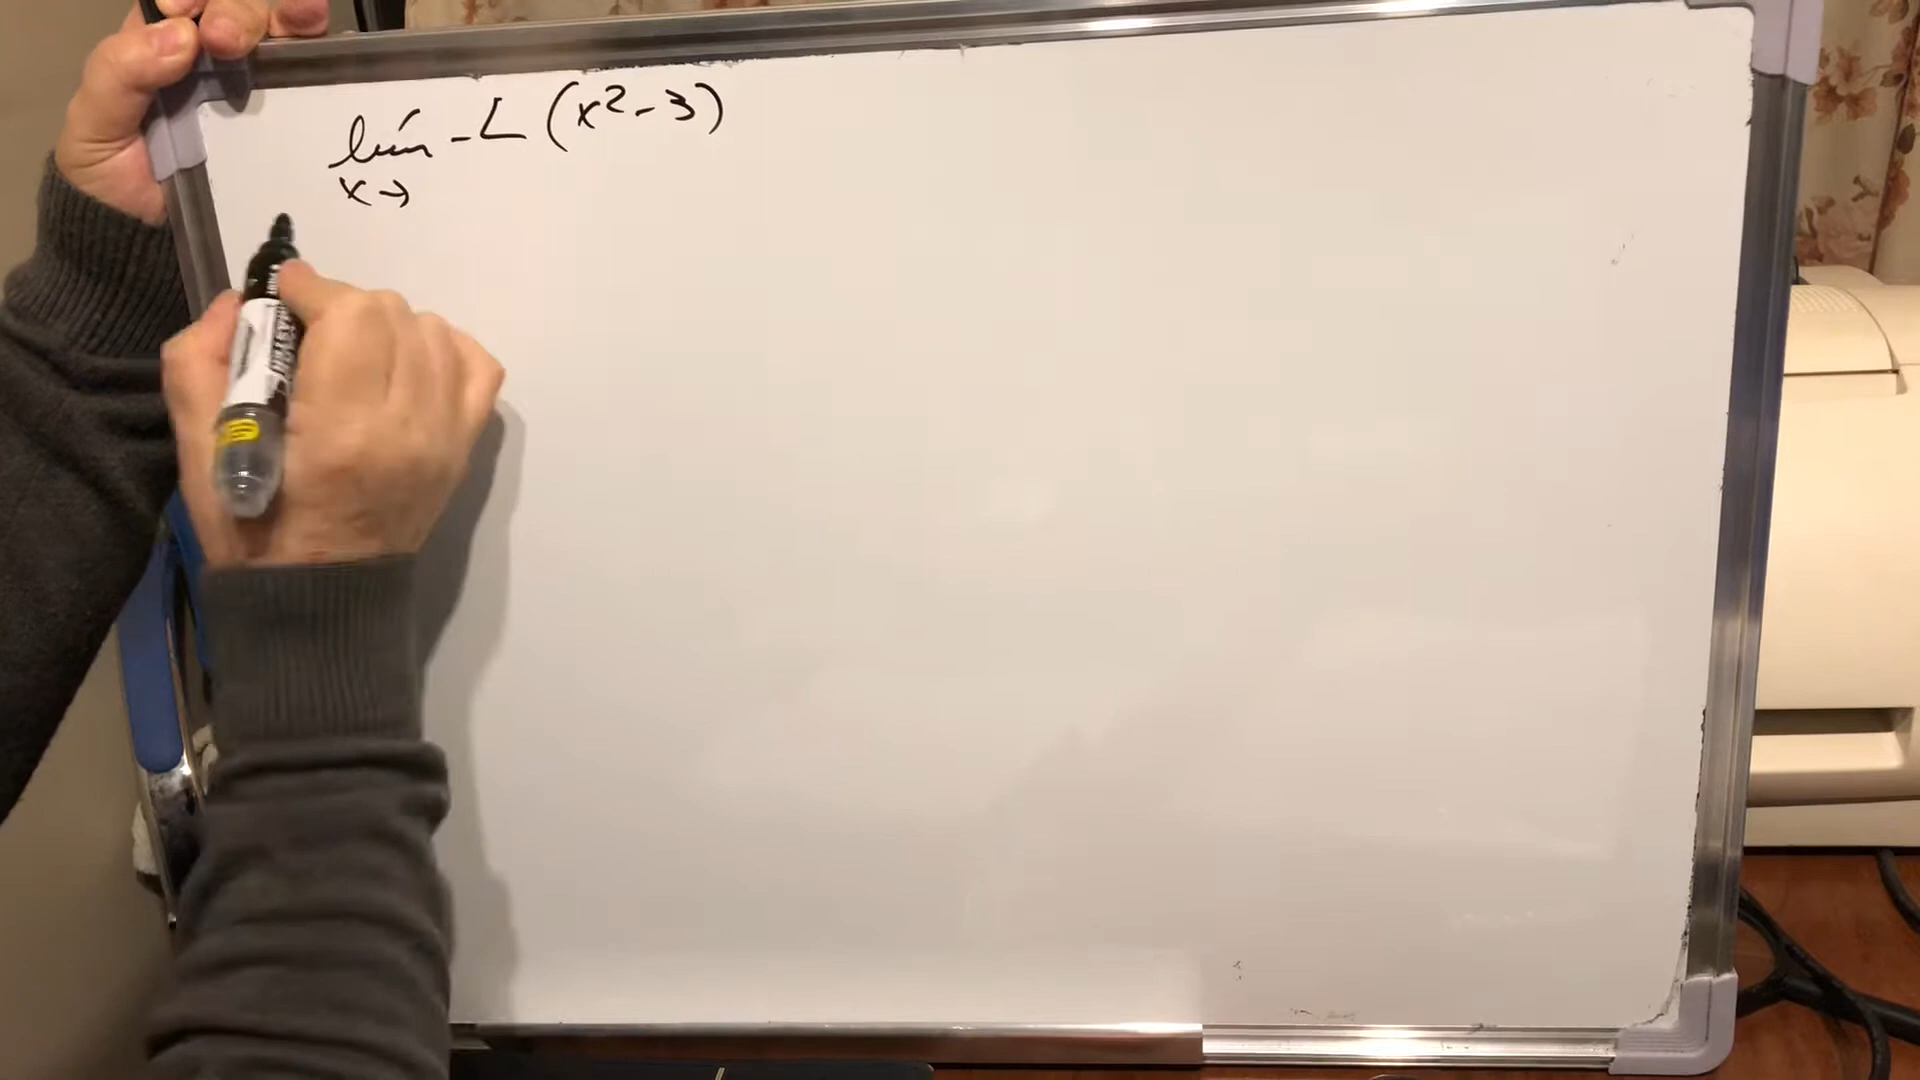 lím -L (x²-3)
x→